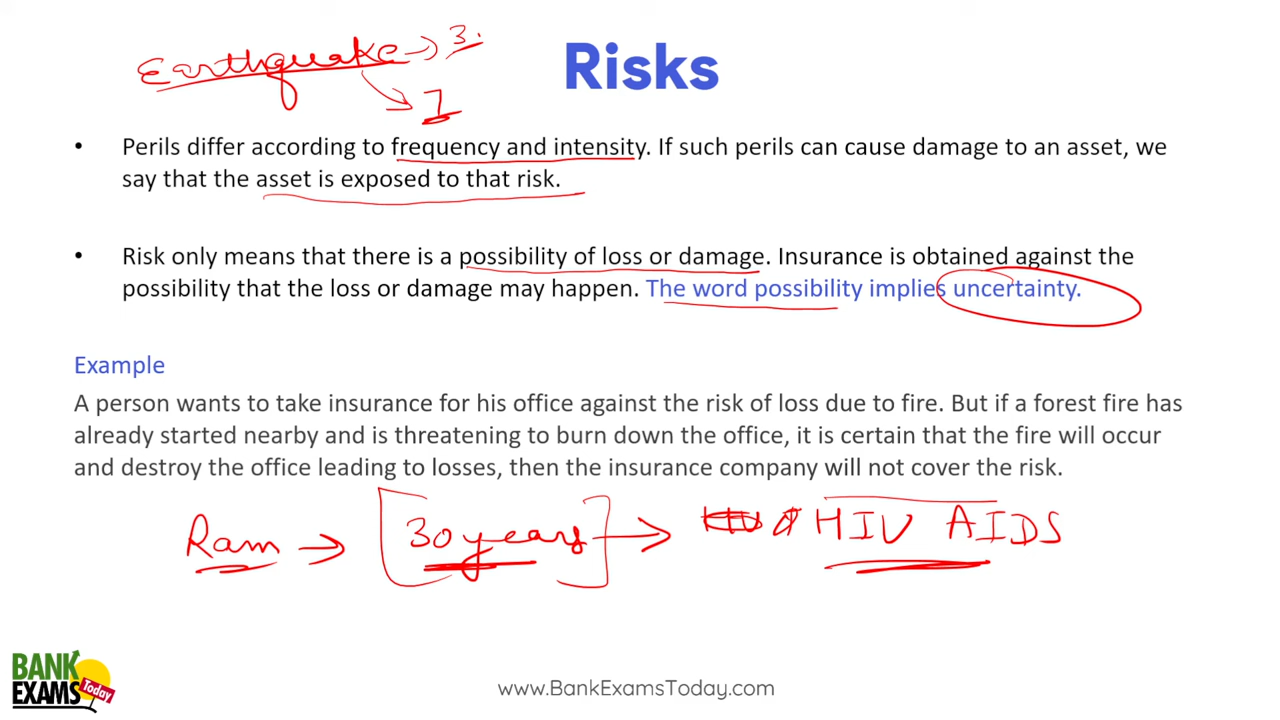 Earthquake → 3.
7
Risks
• Perils differ according to frequency and intensity. If such perils can cause damage to an asset, we
say that the asset is exposed to that risk.
• Risk only means that there is a possibility of loss or damage. Insurance is obtained against the
possibility that the loss or damage may happen. The word possibility implies uncertainty.
Example
A person wants to take insurance for his office against the risk of loss due to fire. But if a forest fire has
already started nearby and is threatening to burn down the office, it is certain that the fire will occur
and destroy the office leading to losses, then the insurance company will not cover the risk.
Ram → [30 years] → HIV AIDS
BANK
EXAMS Today
www.BankExamsToday.com